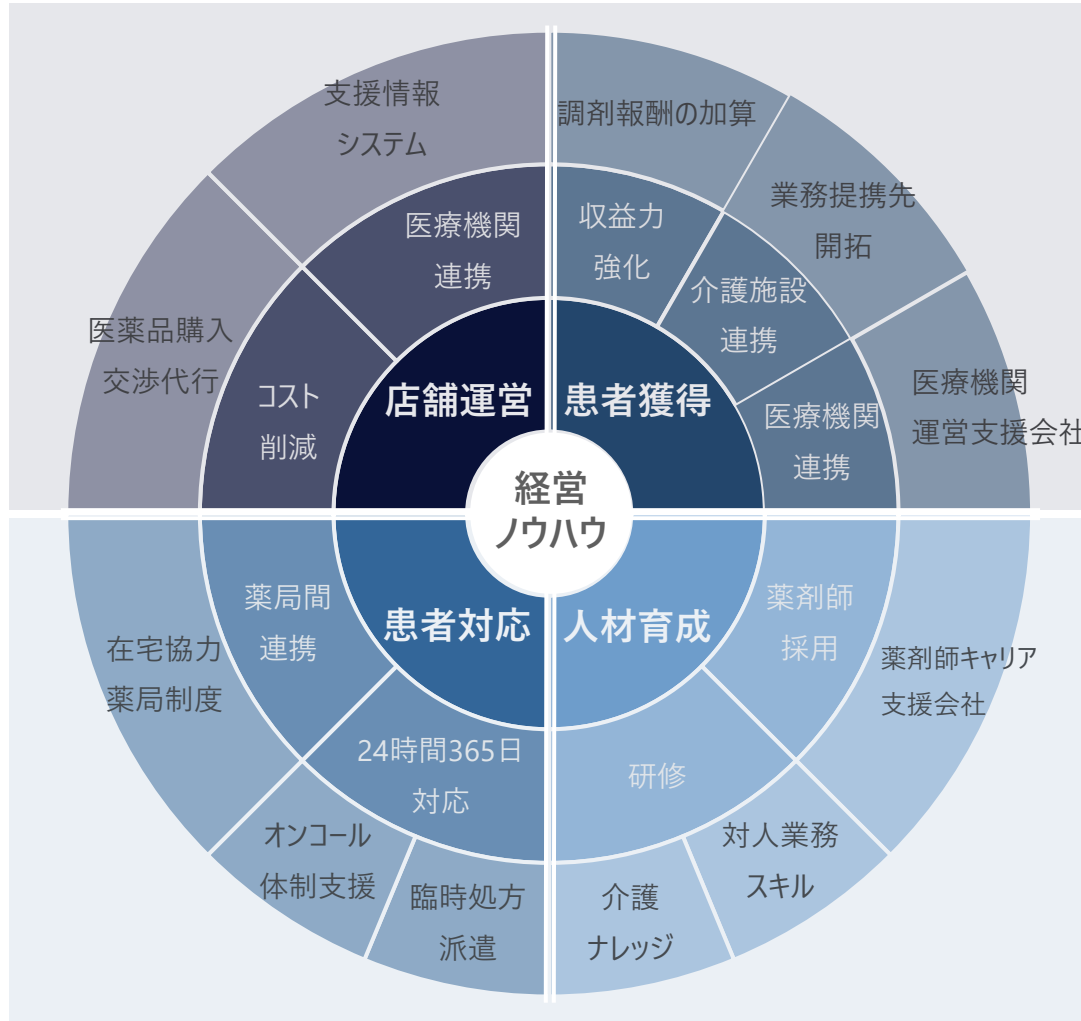 支援情報
システム
調剤報酬の加算
医療機関
連携
収益力
強化
業務提携先
開拓
介護施設
連携
医薬品購入
交渉代行
コスト
削減
店舗運営
患者獲得
医療機関
連携
医療機関
運営支援会社
経営
ノウハウ
在宅協力
薬局制度
薬局間
連携
患者対応
人材育成
薬剤師
採用
薬剤師キャリア
支援会社
24時間365日
対応
研修
オンコール
体制支援
臨時処方
派遣
介護
ナレッジ
対人業務
スキル